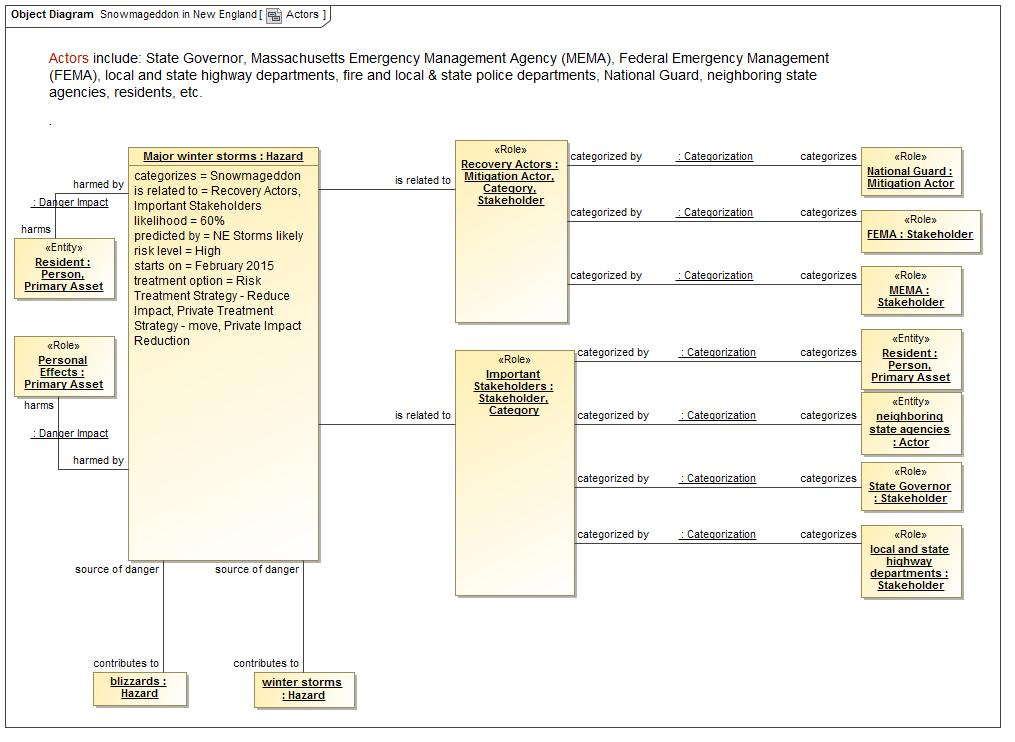 Object Diagram Snowmageddon in New England [ Actors ]
Actors include: State Governor, Massachusetts Emergency Management Agency (MEMA), Federal Emergency Management
(FEMA), local and state highway departments, fire and local & state police departments, National Guard, neighboring state
agencies, residents, etc.
.
Major winter storms : Hazard
categorizes = Snowmageddon
is related to = Recovery Actors,
Important Stakeholders
likelihood = 60%
predicted by = NE Storms likely
risk level = High
starts on = February 2015
treatment option = Risk
Treatment Strategy - Reduce
Impact, Private Treatment
Strategy - move, Private Impact
Reduction
harmed by
: Danger Impact
harms
«Entity»
Resident :
Person,
Primary Asset
«Role»
Personal
Effects :
Primary Asset
harms
: Danger Impact
harmed by
source of danger
source of danger
contributes to
contributes to
blizzards :
Hazard
winter storms
: Hazard
is related to
«Role»
Recovery Actors :
Mitigation Actor,
Category,
Stakeholder
categorized by : Categorization categorizes
«Role»
National Guard :
Mitigation Actor
categorized by : Categorization categorizes
«Role»
FEMA : Stakeholder
categorized by : Categorization categorizes
«Role»
MEMA :
Stakeholder
is related to
«Role»
Important
Stakeholders :
Stakeholder,
Category
categorized by : Categorization categorizes
«Entity»
Resident :
Person,
Primary Asset
categorized by : Categorization categorizes
«Entity»
neighboring
state agencies
: Actor
categorized by : Categorization categorizes
«Role»
State Governor
: Stakeholder
categorized by : Categorization categorizes
«Role»
local and state
highway
departments :
Stakeholder